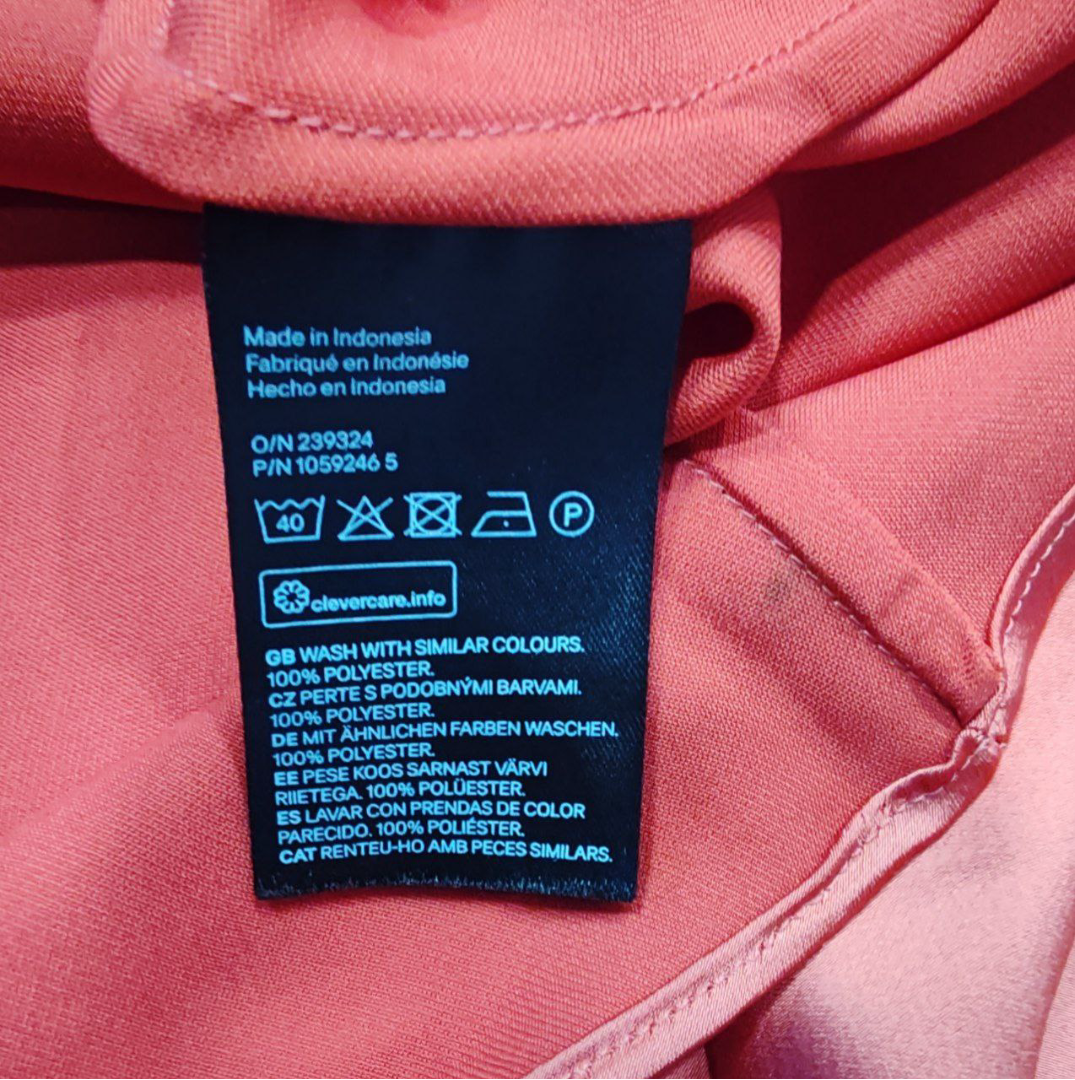 Made in Indonesia
Fabriqué en Indonésie
Hecho en Indonesia
O/N 239324
P/N 1059246 5
40 P
clevercare.info
GB WASH WITH SIMILAR COLOURS.
100% POLYESTER.
CZ PERTE S PODOBNÝMI BARVAMI.
100% POLYESTER.
DE MIT ÄHNLICHEN FARBEN WASCHEN.
100% POLYESTER.
EE PESE KOOS SARNAST VÄRVI
RIIETEGA. 100% POLÜESTER.
ES LAVAR CON PRENDAS DE COLOR
PARECIDO. 100% POLIÉSTER.
CAT RENTEU-HO AMB PECES SIMILARS.